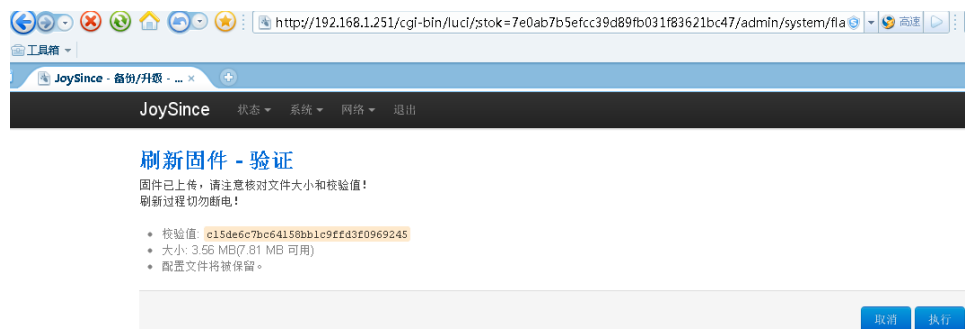 http://192.168.1.251/cgi-bin/luci/;stok=7e0ab7b5efcc39d89fb031f83621bc47/admin/system/fla 高速
工具箱
JoySince - 备份/升级 - ... ×
JoySince 状态 系统 网络 退出
刷新固件 - 验证
固件已上传，请注意核对文件大小和校验值！
刷新过程切勿断电！
校验值: c15de6c7bc64158bb1c9ffd3f0969245
大小: 3.56 MB(7.81 MB 可用)
配置文件将被保留。
取消 执行